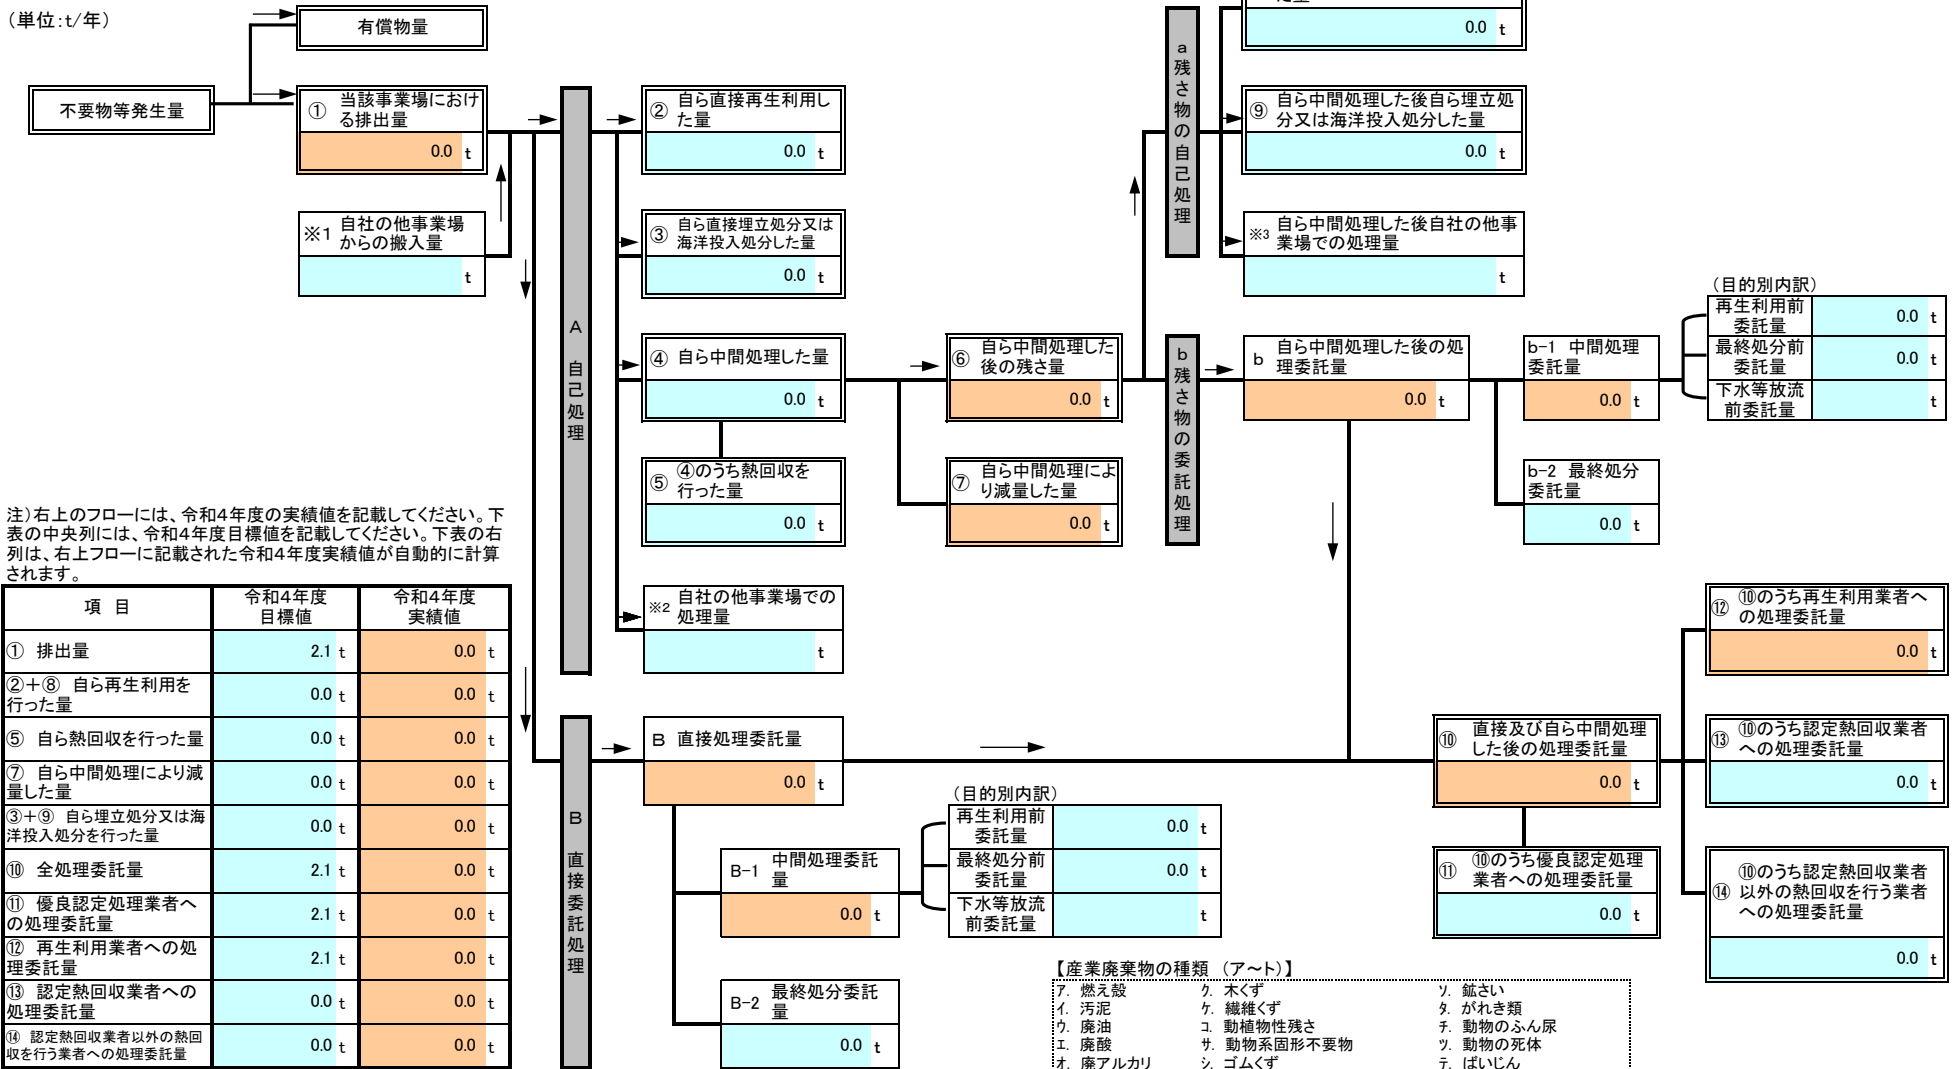 (単位:t/年)
有償物量
不要物等発生量
① 当該事業場におけ
る排出量
0.0 t
※1 自社の他事業場
からの搬入量
t
A 自己処理
② 自ら直接再生利用し
た量
0.0 t
③ 自ら直接埋立処分又は
海洋投入処分した量
0.0 t
④ 自ら中間処理した量
0.0 t
⑤ ④のうち熱回収を
行った量
0.0 t
※2 自社の他事業場での
処理量
t
⑥ 自ら中間処理した
後の残さ量
0.0 t
⑦ 自ら中間処理によ
り減量した量
0.0 t
a 残さ物の自己処理
0.0 t
⑨ 自ら中間処理した後自ら埋立処
分又は海洋投入処分した量
0.0 t
※3 自ら中間処理した後自社の他事
業場での処理量
t
b 残さ物の委託処理
b 自ら中間処理した後の処
理委託量
0.0 t
b-1 中間処理
委託量
0.0 t
b-2 最終処分
委託量
0.0 t
(目的別内訳)
再生利用前
委託量
0.0 t
最終処分前
委託量
0.0 t
下水等放流
前委託量
t
注)右上のフローには、令和4年度の実績値を記載してください。下
表の中央列には、令和4年度目標値を記載してください。下表の右
列は、右上フローに記載された令和4年度実績値が自動的に計算
されます。
項 目 令和4年度 目標値 令和4年度 実績値
① 排出量 2.1 t 0.0 t
②+⑧ 自ら再生利用を
行った量 0.0 t 0.0 t
⑤ 自ら熱回収を行った量 0.0 t 0.0 t
⑦ 自ら中間処理により減
量した量 0.0 t 0.0 t
③+⑨ 自ら埋立処分又は海
洋投入処分を行った量 0.0 t 0.0 t
⑩ 全処理委託量 2.1 t 0.0 t
⑪ 優良認定処理業者へ
の処理委託量 2.1 t 0.0 t
⑫ 再生利用業者への処
理委託量 2.1 t 0.0 t
⑬ 認定熱回収業者への
処理委託量 0.0 t 0.0 t
⑭ 認定熱回収業者以外の熱回
収を行う業者への処理委託量 0.0 t 0.0 t
B 直接委託処理
B 直接処理委託量
0.0 t
B-1 中間処理委託
量
0.0 t
B-2 最終処分委託
量
0.0 t
(目的別内訳)
再生利用前
委託量
0.0 t
最終処分前
委託量
0.0 t
下水等放流
前委託量
t
⑩ 直接及び自ら中間処理
した後の処理委託量
0.0 t
⑪ ⑩のうち優良認定処理
業者への処理委託量
0.0 t
⑫ ⑩のうち再生利用業者へ
の処理委託量
0.0 t
⑬ ⑩のうち認定熱回収業者
への処理委託量
0.0 t
⑭ ⑩のうち認定熱回収業者
以外の熱回収を行う業者
への処理委託量
0.0 t
【産業廃棄物の種類 (ア~ト)】
ア. 燃え殻 ク. 木くず ソ. 鉱さい
イ. 汚泥 ケ. 繊維くず タ. がれき類
ウ. 廃油 コ. 動植物性残さ チ. 動物のふん尿
エ. 廃酸 サ. 動物系固形不要物 ツ. 動物の死体
オ. 廃アルカリ シ. ゴムくず テ. ばいじん